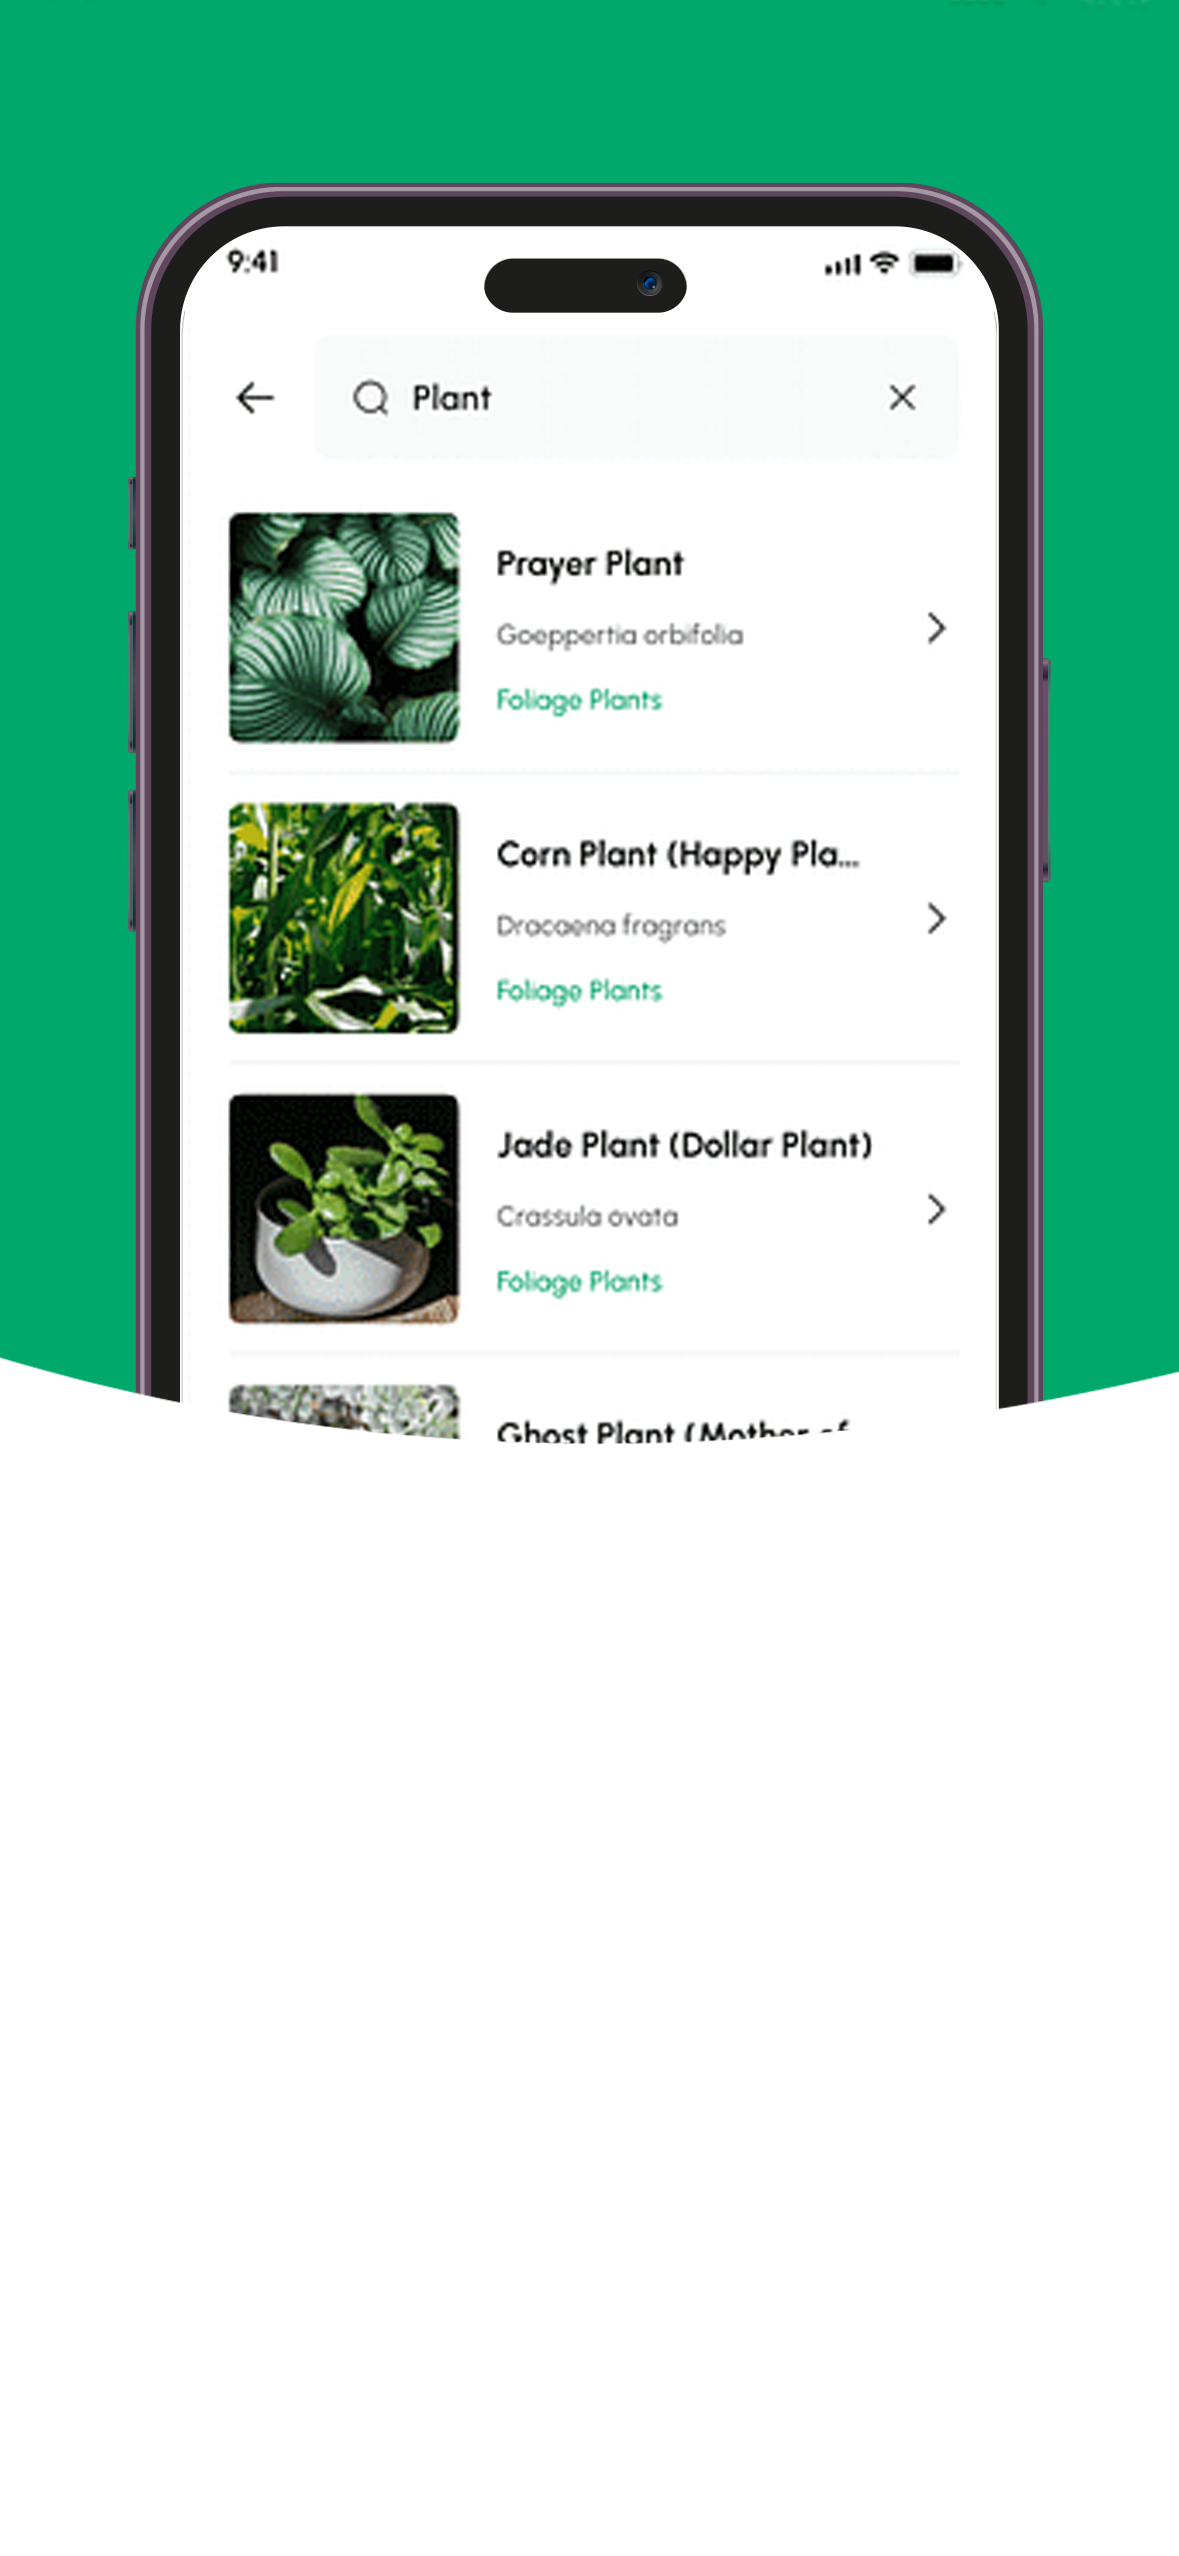 9:41
Plant
Prayer Plant
Goeppertia orbifolia
Foliage Plants
Corn Plant (Happy Pla...
Dracaena fragrans
Foliage Plants
Jade Plant (Dollar Plant)
Crassula ovata
Foliage Plants
Ghost Plant (Mother of